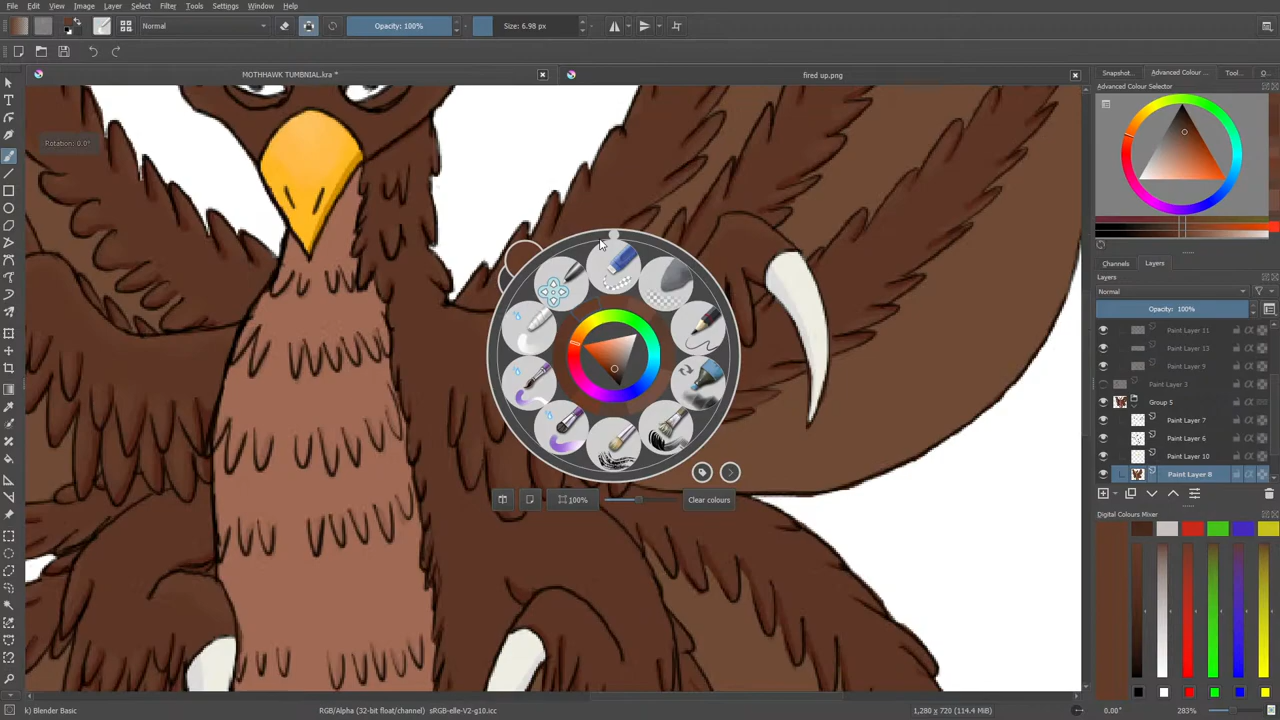 File Edit View Image Layer Select Filter Tools Settings Window Help
Normal Opacity: 100% Size: 6.98 px
MOTHHAWK TUMBNIAL.kra * fired up.png
Snapshot... Advanced Colour ... Tool... O...
Advanced Colour Selector
Rotation: 0.0°
Channels Layers
Layers
Normal
Opacity: 100%
Paint Layer 11
Paint Layer 13
Paint Layer 9
Paint Layer 3
Group 5
Paint Layer 7
Paint Layer 6
Paint Layer 10
Paint Layer 8
100% Clear colours
Digital Colours Mixer
k) Blender Basic RGB/Alpha (32-bit float/channel) sRGB-elle-V2-g10.icc 1,280 x 720 (114.4 MiB) 0.00° 283%